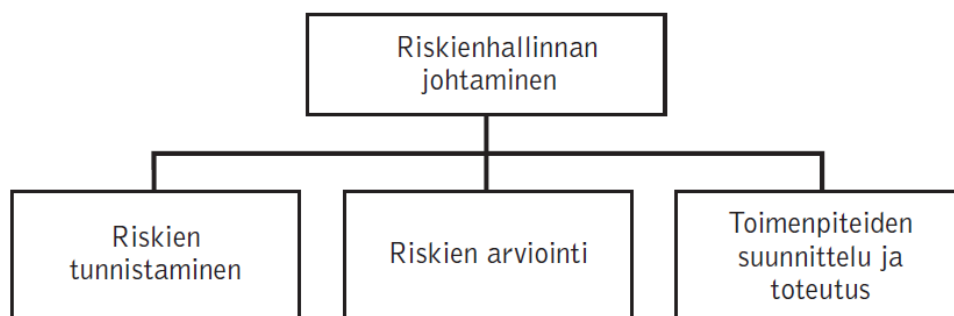 Riskienhallinnan
johtaminen
Riskien
tunnistaminen
Riskien arviointi
Toimenpiteiden
suunnittelu ja
toteutus